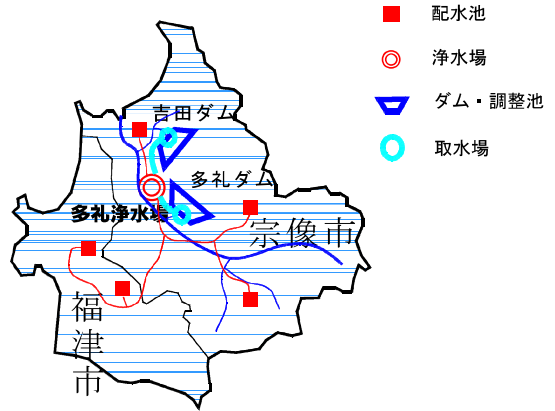 配水池
浄水場
ダム・調整池
取水場
吉田ダム
多礼ダム
多礼浄水場
宗像市
福津市